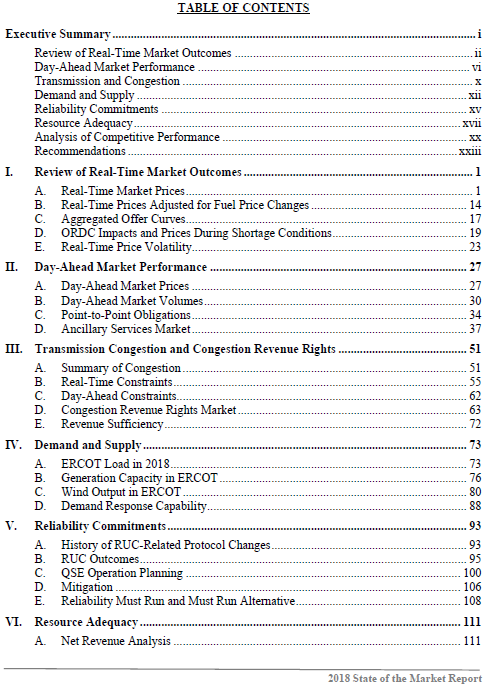 TABLE OF CONTENTS
Executive Summary ... i
Review of Real-Time Market Outcomes ... ii
Day-Ahead Market Performance ... vi
Transmission and Congestion ... x
Demand and Supply ... xii
Reliability Commitments ... xv
Resource Adequacy ... xvii
Analysis of Competitive Performance ... xx
Recommendations ... xxiii
I. Review of Real-Time Market Outcomes ... 1
A. Real-Time Market Prices ... 1
B. Real-Time Prices Adjusted for Fuel Price Changes ... 14
C. Aggregated Offer Curves ... 17
D. ORDC Impacts and Prices During Shortage Conditions ... 19
E. Real-Time Price Volatility ... 23
II. Day-Ahead Market Performance ... 27
A. Day-Ahead Market Prices ... 27
B. Day-Ahead Market Volumes ... 30
C. Point-to-Point Obligations ... 34
D. Ancillary Services Market ... 37
III. Transmission Congestion and Congestion Revenue Rights ... 51
A. Summary of Congestion ... 51
B. Real-Time Constraints ... 55
C. Day-Ahead Constraints ... 62
D. Congestion Revenue Rights Market ... 63
E. Revenue Sufficiency ... 72
IV. Demand and Supply ... 73
A. ERCOT Load in 2018 ... 73
B. Generation Capacity in ERCOT ... 76
C. Wind Output in ERCOT ... 80
D. Demand Response Capability ... 88
V. Reliability Commitments ... 93
A. History of RUC-Related Protocol Changes ... 93
B. RUC Outcomes ... 95
C. QSE Operation Planning ... 100
D. Mitigation ... 106
E. Reliability Must Run and Must Run Alternative ... 108
VI. Resource Adequacy ... 111
A. Net Revenue Analysis ... 111
2018 State of the Market Report